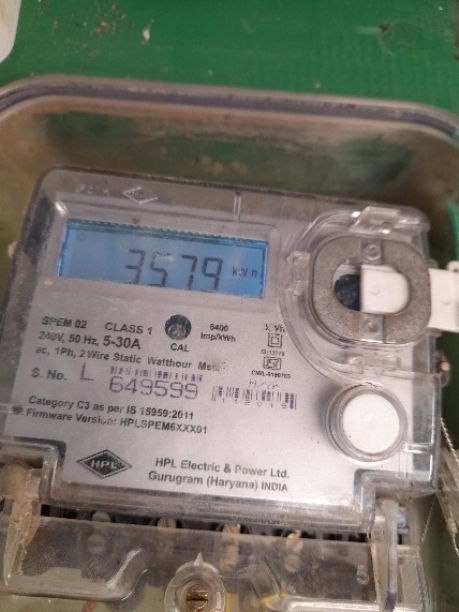 HPL
3579 kWh
SPEM 02 CLASS 1
CAL
6400
imp/kWh
240V, 50 Hz, 5-30A
ac, 1Ph, 2 Wire Static Watthour Meter
S. No. L 649599
Category C3 as per IS 15959:2011
Firmware Version: HPLSPEM6XXX01
HPL
HPL Electric & Power Ltd.
Gurugram (Haryana) INDIA